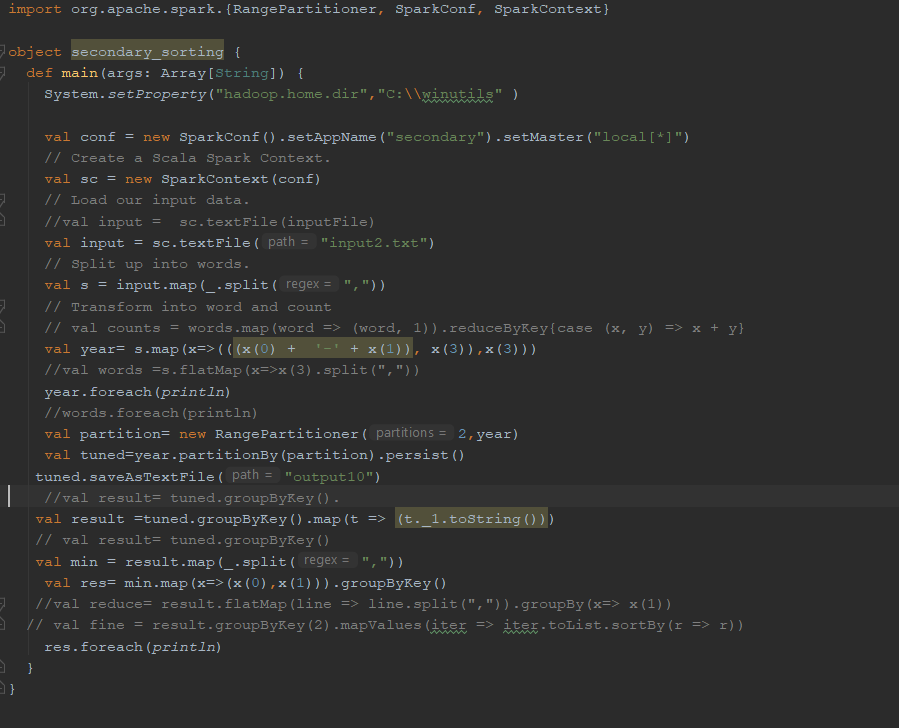 import org.apache.spark.{RangePartitioner, SparkConf, SparkContext}
object secondary_sorting {
def main(args: Array[String]) {
System.setProperty("hadoop.home.dir","C:\\winutils" )
val conf = new SparkConf().setAppName("secondary").setMaster("local[*]")
// Create a Scala Spark Context.
val sc = new SparkContext(conf)
// Load our input data.
//val input =  sc.textFile(inputFile)
val input = sc.textFile( path = "input2.txt")
// Split up into words.
val s = input.map(_.split( regex = ","))
// Transform into word and count
// val counts = words.map(word => (word, 1)).reduceByKey{case (x, y) => x + y}
val year= s.map(x=>(((x(0) +  '-' + x(1)), x(3)),x(3)))
//val words =s.flatMap(x=>x(3).split(","))
year.foreach(println)
//words.foreach(println)
val partition= new RangePartitioner( partitions = 2,year)
val tuned=year.partitionBy(partition).persist()
tuned.saveAsTextFile( path = "output10")
//val result= tuned.groupByKey().
val result =tuned.groupByKey().map(t => (t._1.toString()))
// val result= tuned.groupByKey()
val min = result.map(_.split( regex = ","))
val res= min.map(x=>(x(0),x(1))).groupByKey()
//val reduce= result.flatMap(line => line.split(",")).groupBy(x=> x(1))
// val fine = result.groupByKey(2).mapValues(iter => iter.toList.sortBy(r => r))
res.foreach(println)
}
}